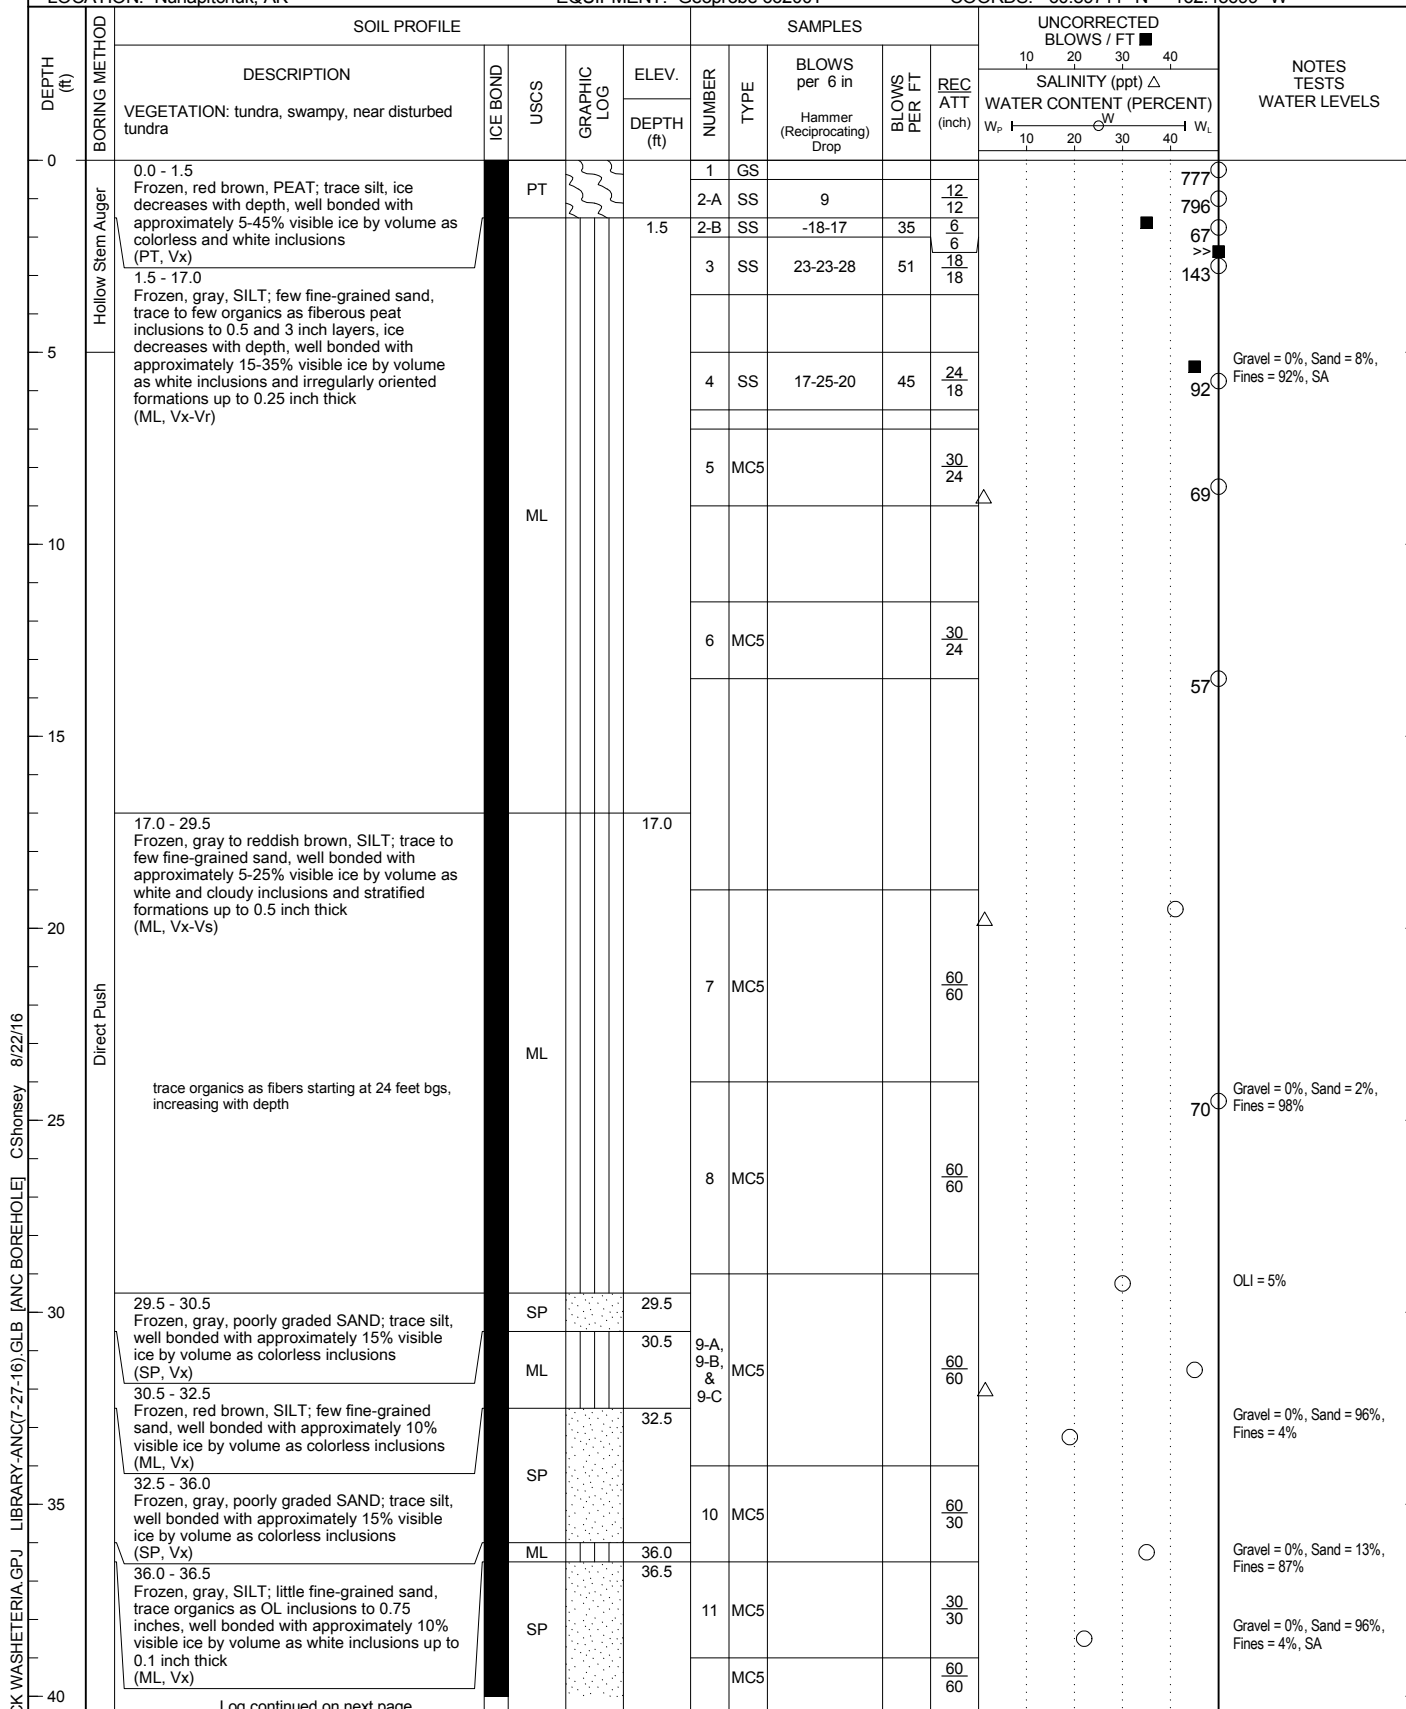 SOIL PROFILE
SAMPLES
UNCORRECTED
BLOWS / FT ■
10 20 30 40
SALINITY (ppt) △
WATER CONTENT (PERCENT)
Wₚ W W_L
10 20 30 40
NOTES
TESTS
WATER LEVELS
DEPTH
(ft)
BORING METHOD
DESCRIPTION
VEGETATION: tundra, swampy, near disturbed
tundra
ICE BOND
USCS
GRAPHIC
LOG
ELEV.
DEPTH
(ft)
NUMBER
TYPE
BLOWS
per 6 in
Hammer
(Reciprocating)
Drop
BLOWS
PER FT
REC
ATT
(inch)
0
5
10
15
20
25
30
35
40
Hollow Stem Auger
Direct Push
0.0 - 1.5
Frozen, red brown, PEAT; trace silt, ice
decreases with depth, well bonded with
approximately 5-45% visible ice by volume as
colorless and white inclusions
(PT, Vx)
1.5 - 17.0
Frozen, gray, SILT; few fine-grained sand,
trace to few organics as fiberous peat
inclusions to 0.5 and 3 inch layers, ice
decreases with depth, well bonded with
approximately 15-35% visible ice by volume
as white inclusions and irregularly oriented
formations up to 0.25 inch thick
(ML, Vx-Vr)
17.0 - 29.5
Frozen, gray to reddish brown, SILT; trace to
few fine-grained sand, well bonded with
approximately 5-25% visible ice by volume as
white and cloudy inclusions and stratified
formations up to 0.5 inch thick
(ML, Vx-Vs)
trace organics as fibers starting at 24 feet bgs,
increasing with depth
29.5 - 30.5
Frozen, gray, poorly graded SAND; trace silt,
well bonded with approximately 15% visible
ice by volume as colorless inclusions
(SP, Vx)
30.5 - 32.5
Frozen, red brown, SILT; few fine-grained
sand, well bonded with approximately 10%
visible ice by volume as colorless inclusions
(ML, Vx)
32.5 - 36.0
Frozen, gray, poorly graded SAND; trace silt,
well bonded with approximately 15% visible
ice by volume as colorless inclusions
(SP, Vx)
36.0 - 36.5
Frozen, gray, SILT; little fine-grained sand,
trace organics as OL inclusions to 0.75
inches, well bonded with approximately 10%
visible ice by volume as white inclusions up to
0.1 inch thick
(ML, Vx)
Log continued on next page
PT
ML
ML
SP
ML
SP
ML
SP
1.5
17.0
29.5
30.5
32.5
36.0
36.5
1 GS
2-A SS 9 12/12
2-B SS -18-17 35 6/6
3 SS 23-23-28 51 18/18
4 SS 17-25-20 45 24/18
5 MC5 30/24
6 MC5 30/24
7 MC5 60/60
8 MC5 60/60
9-A,
9-B,
&
9-C
MC5 60/60
10 MC5 60/30
11 MC5 30/30
MC5 60/60
777
796
67
>>
143
92
69
57
70
Gravel = 0%, Sand = 8%,
Fines = 92%, SA
Gravel = 0%, Sand = 2%,
Fines = 98%
OLI = 5%
Gravel = 0%, Sand = 96%,
Fines = 4%
Gravel = 0%, Sand = 13%,
Fines = 87%
Gravel = 0%, Sand = 96%,
Fines = 4%, SA
CK WASHETERIA.GPJ LIBRARY-ANC(7-27-16).GLB [ANC BOREHOLE] CShonsey 8/22/16